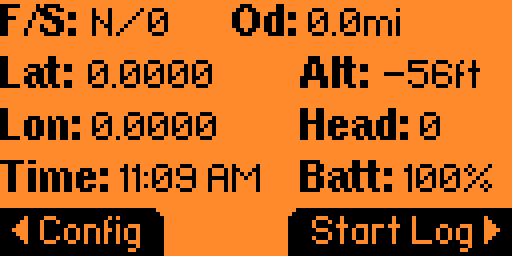 F/S: N/0 Od: 0.0mi
Lat: 0.0000 Alt: -56ft
Lon: 0.0000 Head: 0
Time: 11:09 AM Batt: 100%
Config Start Log